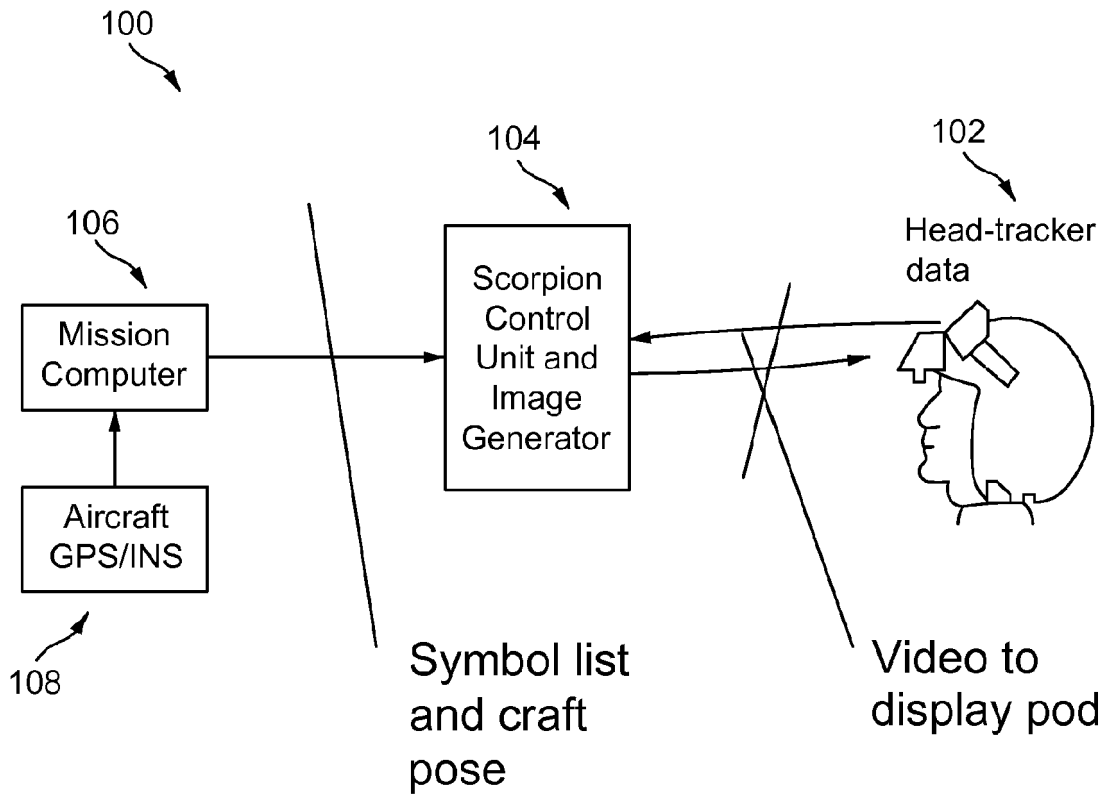 100
104
102
106
Head-tracker
data
Mission
Computer
Scorpion
Control
Unit and
Image
Generator
Aircraft
GPS/INS
108
Symbol list
and craft
pose
Video to
display pod